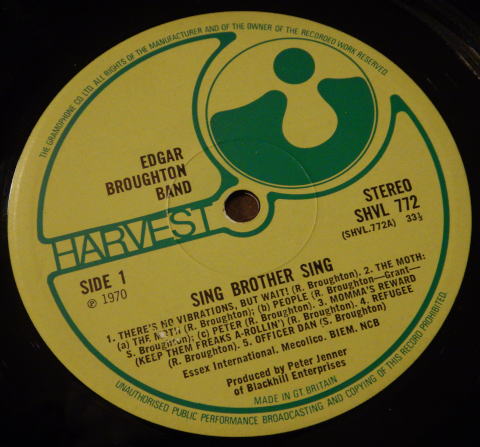 THE GRAMOPHONE CO. LTD. ALL RIGHTS OF THE MANUFACTURER AND OF THE OWNER OF THE RECORDED WORK RESERVED.
EDGAR
BROUGHTON
BAND
HARVEST
STEREO
SHVL 772
(SHVL.772A) 33⅓
SIDE 1
℗ 1970
SING BROTHER SING
1. THERE'S NO VIBRATIONS, BUT WAIT! (R. Broughton). 2. THE MOTH:
(a) THE MOTH (R. Broughton); (b) PEOPLE (R. Broughton—Grant—
S. Broughton); (c) PETER (R. Broughton). 3. MOMMA'S REWARD
(KEEP THEM FREAKS A-ROLLIN') (R. Broughton). 4. REFUGEE
(R. Broughton). 5. OFFICER DAN (S. Broughton)
Essex International, Mecolico. BIEM. NCB
Produced by Peter Jenner
of Blackhill Enterprises
MADE IN GT. BRITAIN
UNAUTHORISED PUBLIC PERFORMANCE BROADCASTING AND COPYING OF THIS RECORD PROHIBITED.